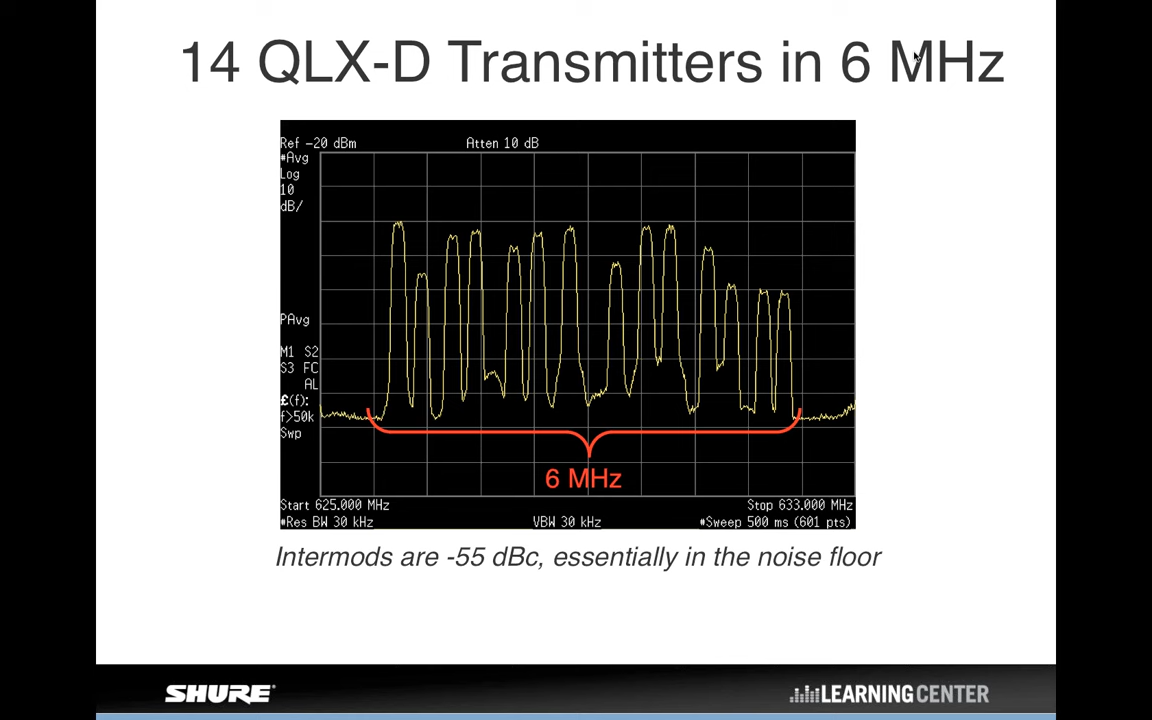 14 QLX-D Transmitters in 6 MHz
Ref -20 dBm Atten 10 dB
#Avg
Log
10
dB/
PAvg
M1 S2
S3 FC
AL
£(f):
f>50k
Swp
6 MHz
Start 625.000 MHz Stop 633.000 MHz
#Res BW 30 kHz VBW 30 kHz #Sweep 500 ms (601 pts)
Intermods are -55 dBc, essentially in the noise floor
SHURE LEARNING CENTER